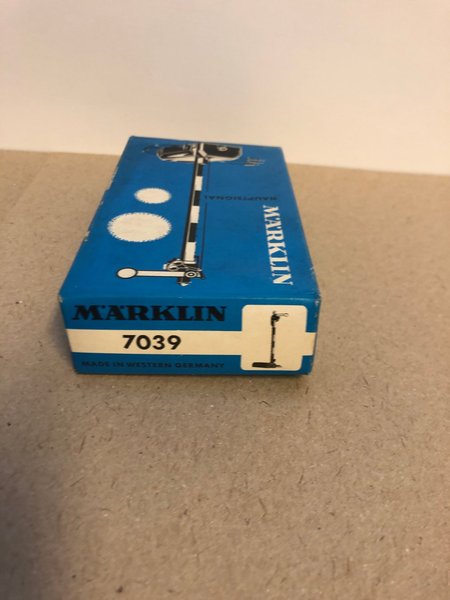 HAUPTSIGNAL
MÄRKLIN
MÄRKLIN
7039
MADE IN WESTERN GERMANY